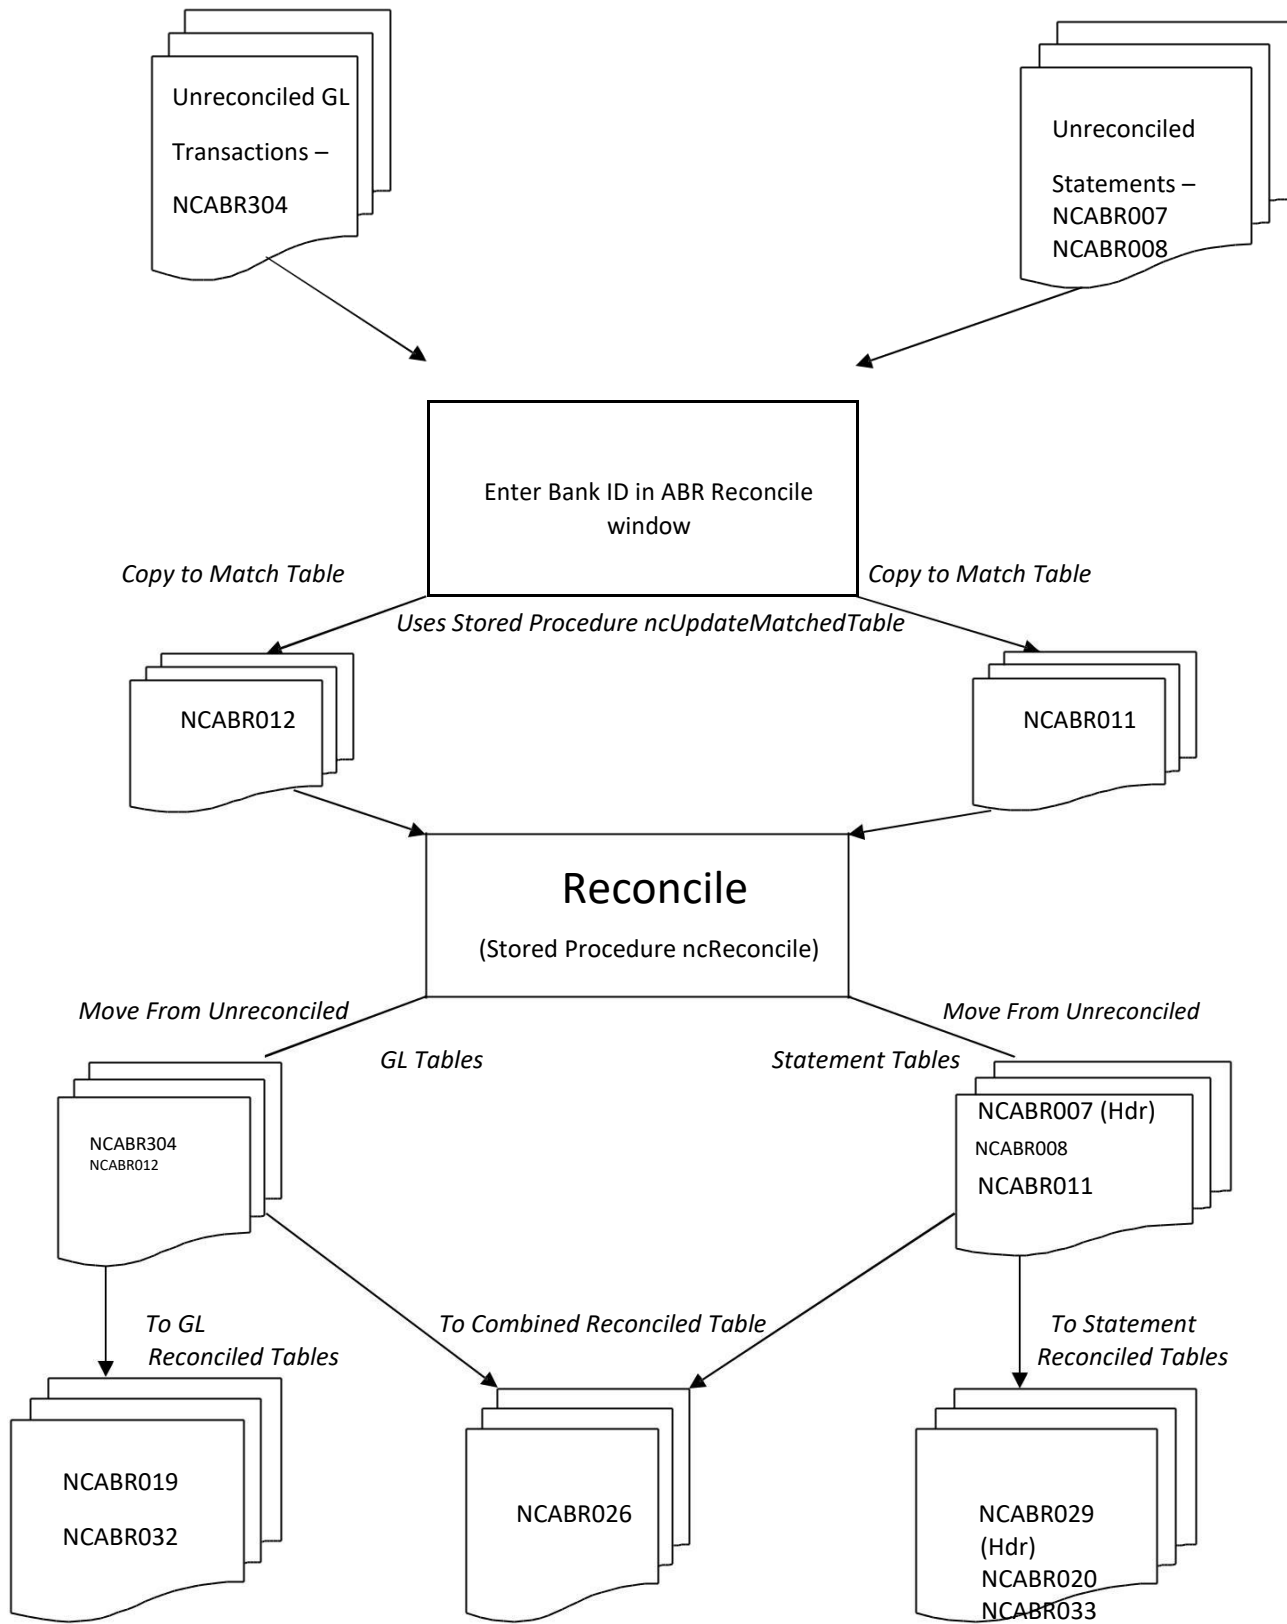 Unreconciled GL
Transactions –
NCABR304
Unreconciled
Statements –
NCABR007
NCABR008
Enter Bank ID in ABR Reconcile
window
Copy to Match Table
Copy to Match Table
Uses Stored Procedure ncUpdateMatchedTable
NCABR012
NCABR011
Reconcile
(Stored Procedure ncReconcile)
Move From Unreconciled
GL Tables
Move From Unreconciled
Statement Tables
NCABR304
NCABR012
NCABR007 (Hdr)
NCABR008
NCABR011
To GL
Reconciled Tables
To Combined Reconciled Table
To Statement
Reconciled Tables
NCABR019
NCABR032
NCABR026
NCABR029
(Hdr)
NCABR020
NCABR033